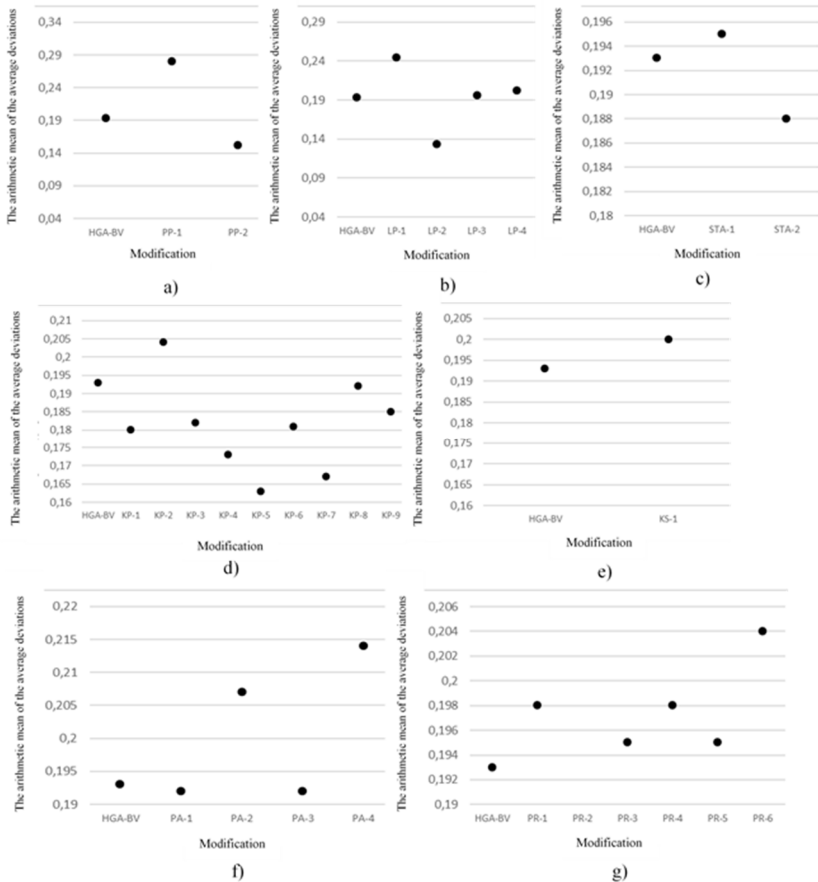 The arithmetic mean of the average deviations
0,34
0,29
0,24
0,19
0,14
0,09
0,04
HGA-BV PP-1 PP-2
Modification
a)
The arithmetic mean of the average deviations
0,29
0,24
0,19
0,14
0,09
0,04
HGA-BV LP-1 LP-2 LP-3 LP-4
Modification
b)
The arithmetic mean of the average deviations
0,196
0,194
0,192
0,19
0,188
0,186
0,184
0,182
0,18
HGA-BV STA-1 STA-2
Modification
c)
The arithmetic mean of the average deviations
0,21
0,205
0,2
0,195
0,19
0,185
0,18
0,175
0,17
0,165
0,16
HGA-BV KP-1 KP-2 KP-3 KP-4 KP-5 KP-6 KP-7 KP-8 KP-9
Modification
d)
The arithmetic mean of the average deviations
0,205
0,2
0,195
0,19
0,185
0,18
0,175
0,17
0,165
0,16
HGA-BV KS-1
Modification
e)
The arithmetic mean of the average deviations
0,22
0,215
0,21
0,205
0,2
0,195
0,19
HGA-BV PA-1 PA-2 PA-3 PA-4
Modification
f)
The arithmetic mean of the average deviations
0,206
0,204
0,202
0,2
0,198
0,196
0,194
0,192
0,19
HGA-BV PR-1 PR-2 PR-3 PR-4 PR-5 PR-6
Modification
g)